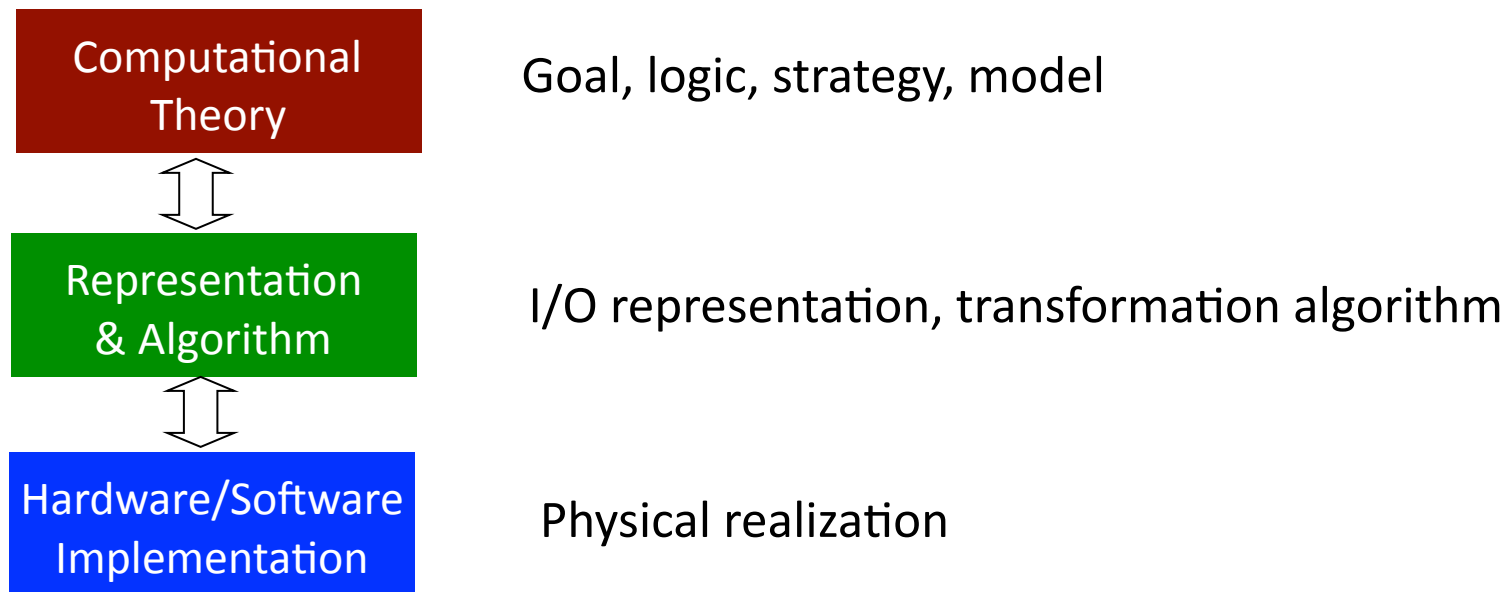 Computational
Theory
Goal, logic, strategy, model
Representation
& Algorithm
I/O representation, transformation algorithm
Hardware/Software
Implementation
Physical realization